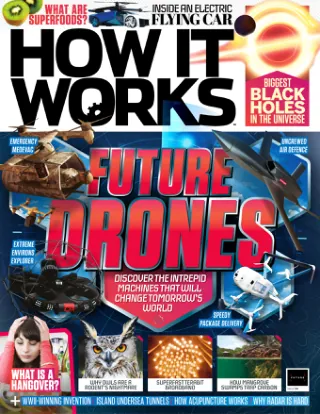 WHAT ARE
SUPERFOODS?
INSIDE AN ELECTRIC
FLYING CAR
HOW IT
WORKS
BIGGEST
BLACK
HOLES
IN THE UNIVERSE
EMERGENCY
MEDEVAC
UNCREWED
AIR DEFENCE
FUTURE
DRONES
DISCOVER THE INTREPID
MACHINES THAT WILL
CHANGE TOMORROW'S
WORLD
EXTREME
ENVIRONS
EXPLORER
SPEEDY
PACKAGE DELIVERY
WHAT IS A
HANGOVER?
WHY OWLS ARE A
RODENT'S NIGHTMARE
SUPERFAST TERABIT
BROADBAND
HOW MANGROVE
SWAMPS TRAP CARBON
FUTURE
+ WWII-WINNING INVENTION ISLAND UNDERSEA TUNNELS HOW ACUPUNCTURE WORKS WHY RADAR IS HARD